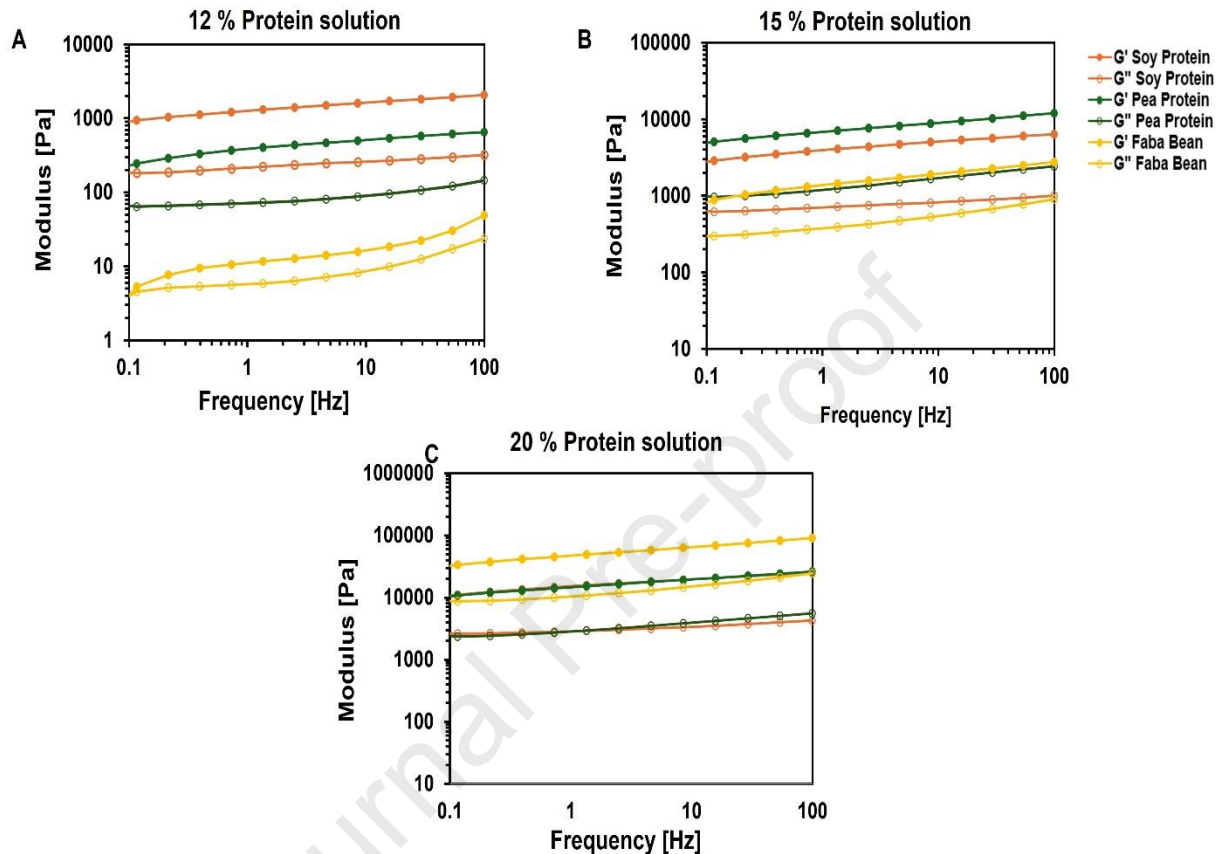 12 % Protein solution
A
10000
1000
100
10
1
Modulus [Pa]
0.1 1 10 100
Frequency [Hz]
15 % Protein solution
B
100000
10000
1000
100
10
Modulus [Pa]
0.1 1 10 100
Frequency [Hz]
G' Soy Protein
G" Soy Protein
G' Pea Protein
G" Pea Protein
G' Faba Bean
G" Faba Bean
20 % Protein solution
C
1000000
100000
10000
1000
100
10
Modulus [Pa]
0.1 1 10 100
Frequency [Hz]
urnal Pre-proof